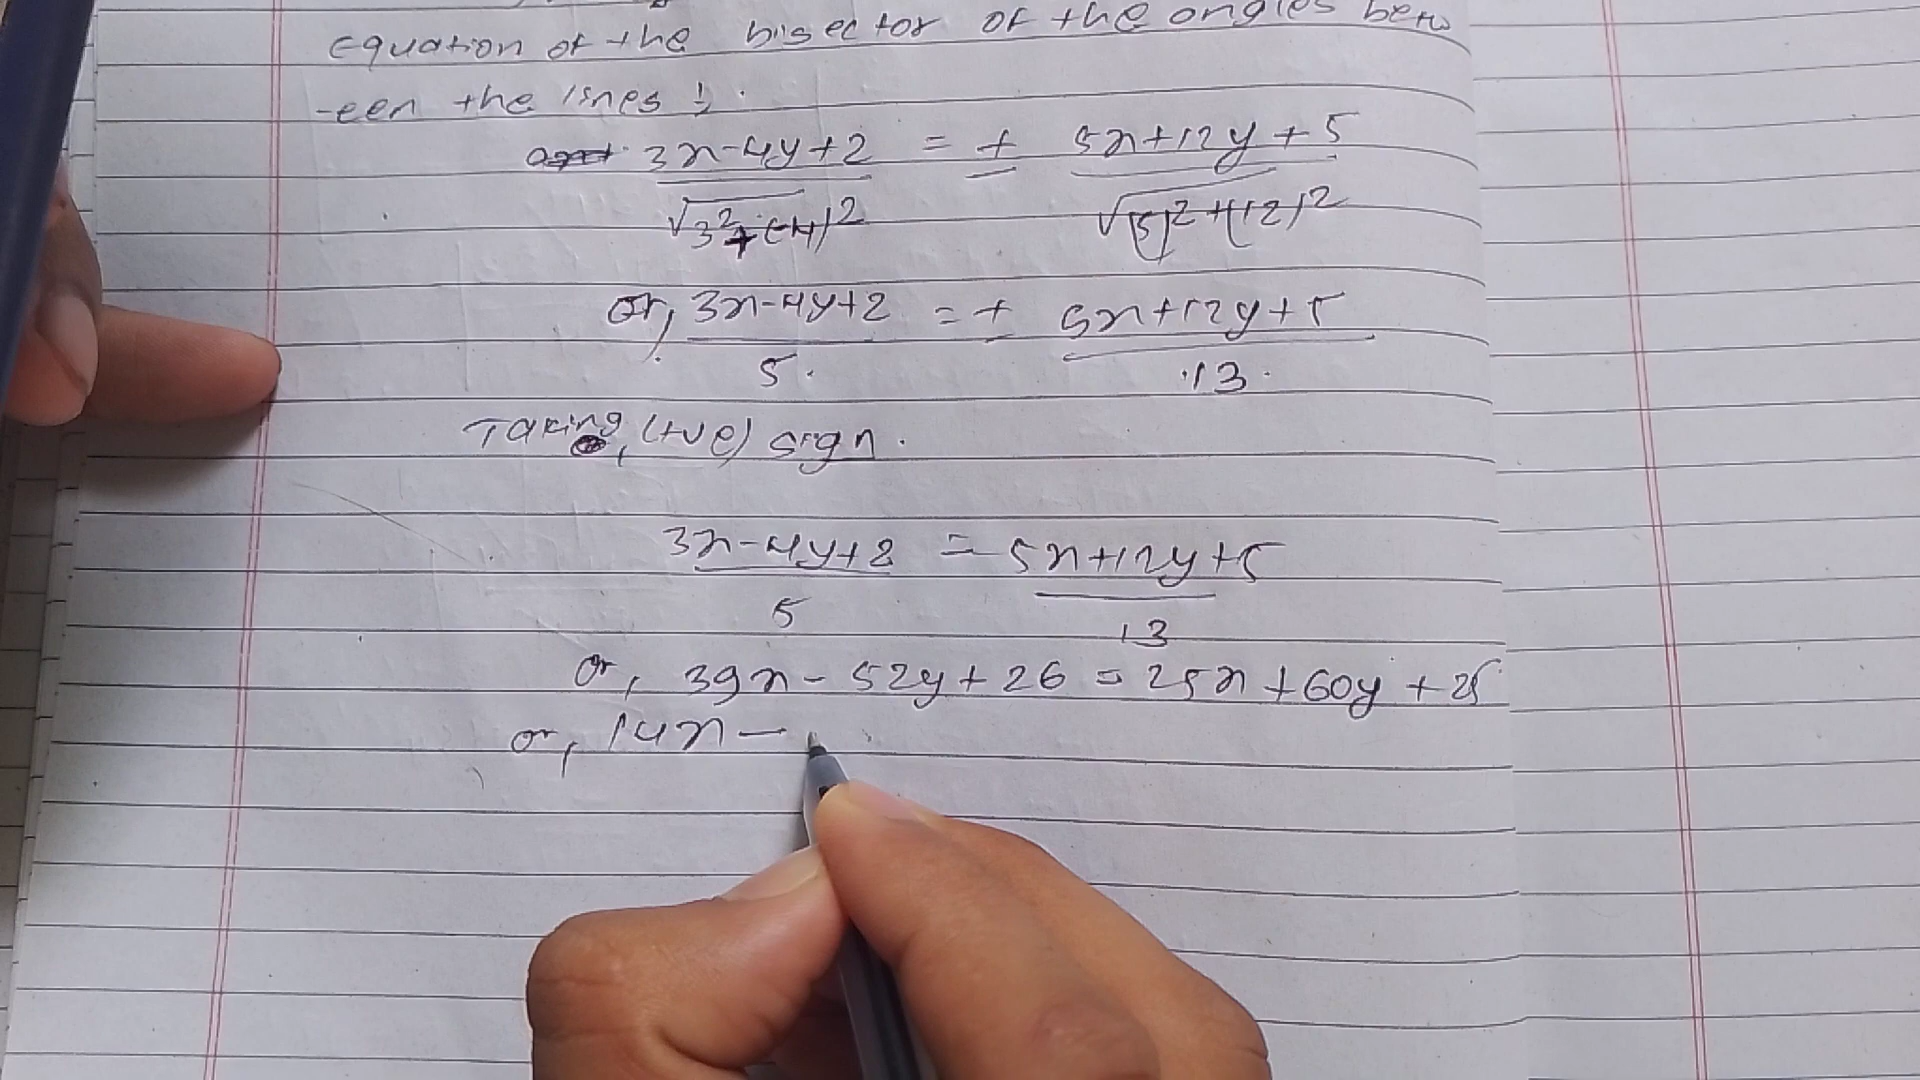 Equation of the bisector of the angles betw
-een the lines :-
3x-4y+2 = ± 5x+12y+5
√3²+(-4)² √(5)²+(12)²
or, 3x-4y+2 = ± 5x+12y+5
5. 13.
Taking, (+ve) sign.
3x-4y+2 = 5x+12y+5
5 13
or, 39x - 52y + 26 = 25x + 60y + 25
or, 14x -